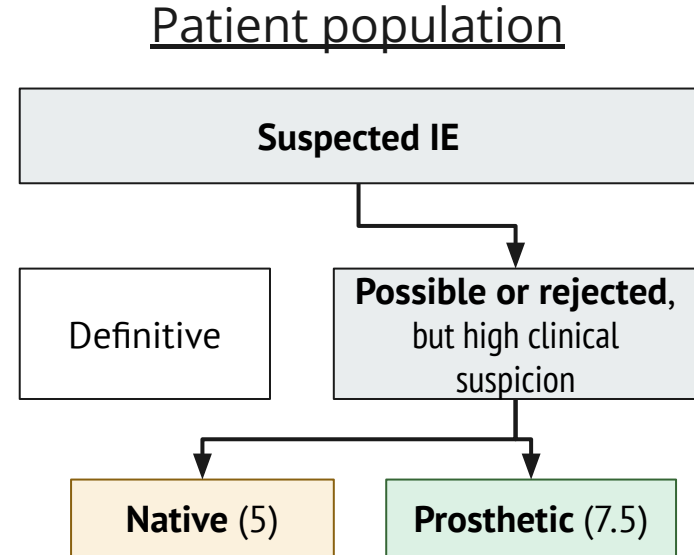 Patient population
Suspected IE
Definitive
Possible or rejected,
but high clinical
suspicion
Native (5)
Prosthetic (7.5)